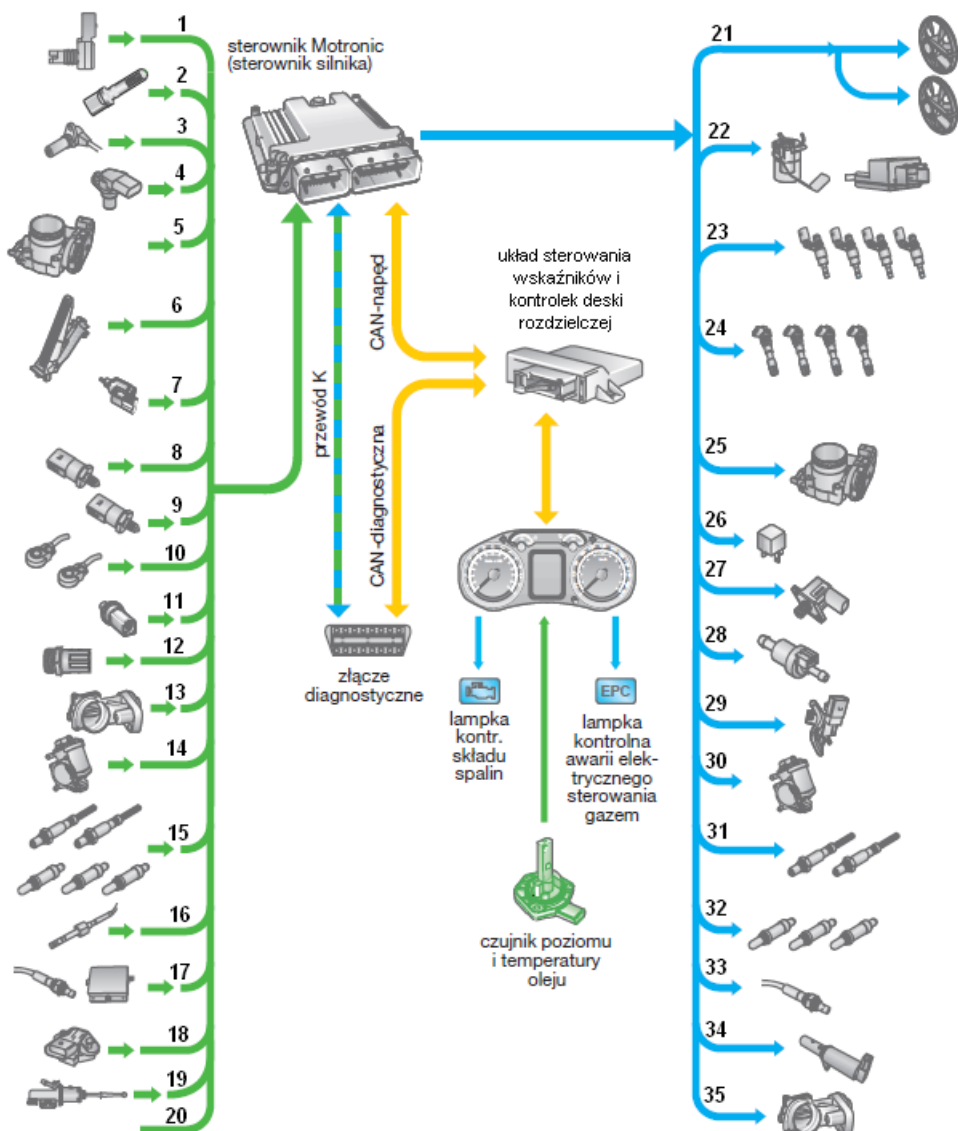 1
2
3
4
5
6
7
8
9
10
11
12
13
14
15
16
17
18
19
20
sterownik Motronic
(sterownik silnika)
przewód K
CAN-napęd
CAN-diagnostyczna
układ sterowania
wskaźników i
kontrolek deski
rozdzielczej
złącze
diagnostyczne
lampka
kontr.
składu
spalin
EPC
lampka
kontrolna
awarii elek-
trycznego
sterowania
gazem
czujnik poziomu
i temperatury
oleju
21
22
23
24
25
26
27
28
29
30
31
32
33
34
35